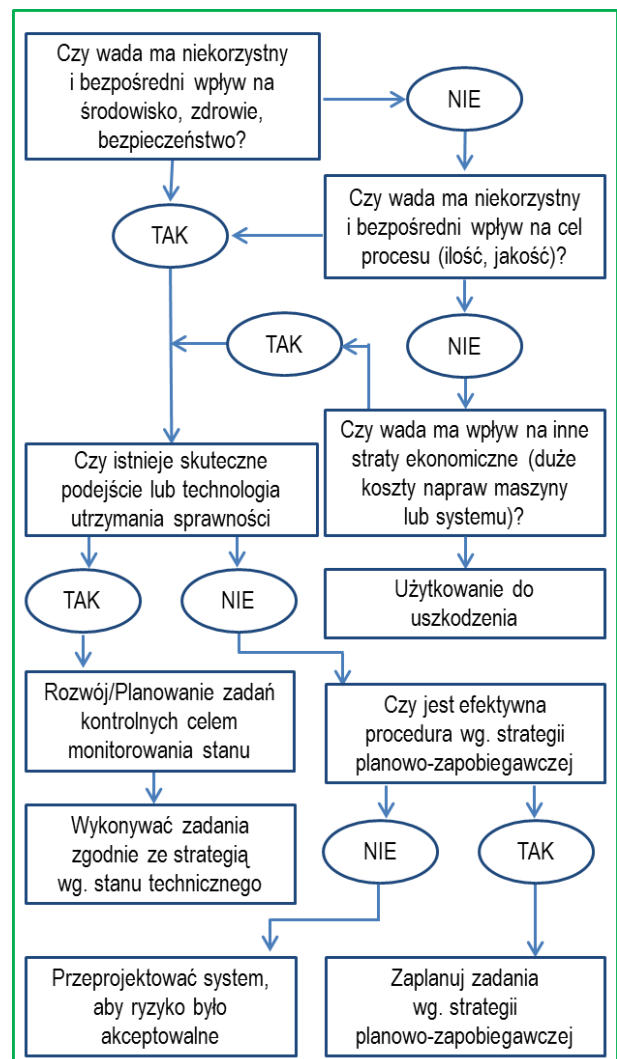 Czy wada ma niekorzystny
i bezpośredni wpływ na
środowisko, zdrowie,
bezpieczeństwo?
NIE
Czy wada ma niekorzystny
i bezpośredni wpływ na cel
procesu (ilość, jakość)?
TAK
TAK
NIE
Czy wada ma wpływ na inne
straty ekonomiczne (duże
koszty napraw maszyny
lub systemu)?
Czy istnieje skuteczne
podejście lub technologia
utrzymania sprawności
TAK
NIE
Użytkowanie do
uszkodzenia
Rozwój/Planowanie zadań
kontrolnych celem
monitorowania stanu
Czy jest efektywna
procedura wg. strategii
planowo-zapobiegawczej
Wykonywać zadania
zgodnie ze strategią
wg. stanu technicznego
NIE
TAK
Przeprojektować system,
aby ryzyko było
akceptowalne
Zaplanuj zadania
wg. strategii
planowo-zapobiegawczej